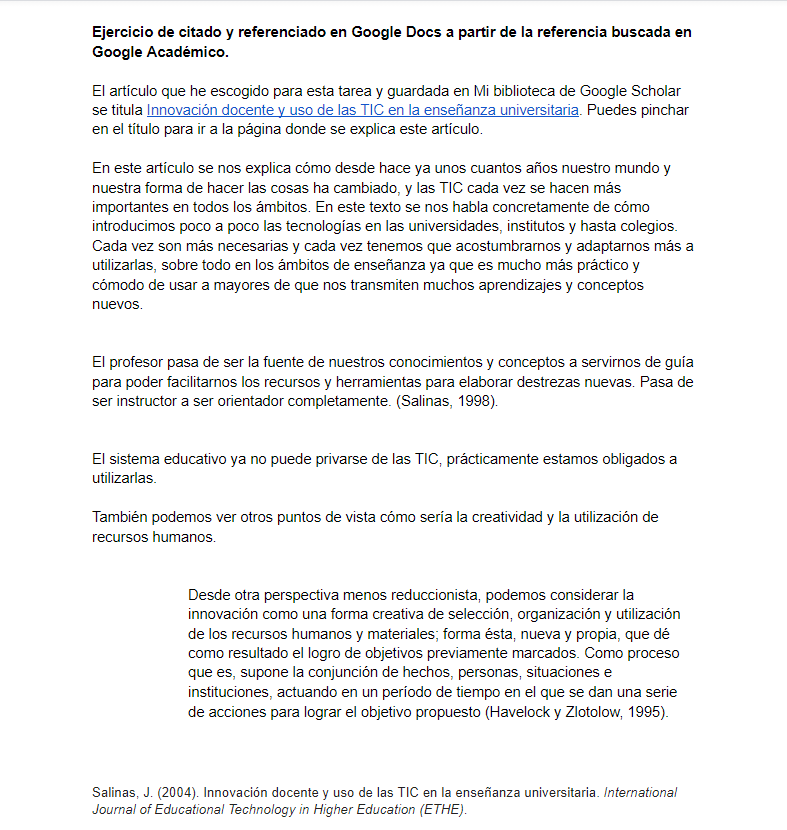 Ejercicio de citado y referenciado en Google Docs a partir de la referencia buscada en
Google Académico.
El artículo que he escogido para esta tarea y guardada en Mi biblioteca de Google Scholar
se titula Innovación docente y uso de las TIC en la enseñanza universitaria. Puedes pinchar
en el título para ir a la página donde se explica este artículo.
En este artículo se nos explica cómo desde hace ya unos cuantos años nuestro mundo y
nuestra forma de hacer las cosas ha cambiado, y las TIC cada vez se hacen más
importantes en todos los ámbitos. En este texto se nos habla concretamente de cómo
introducimos poco a poco las tecnologías en las universidades, institutos y hasta colegios.
Cada vez son más necesarias y cada vez tenemos que acostumbrarnos y adaptarnos más a
utilizarlas, sobre todo en los ámbitos de enseñanza ya que es mucho más práctico y
cómodo de usar a mayores de que nos transmiten muchos aprendizajes y conceptos
nuevos.
El profesor pasa de ser la fuente de nuestros conocimientos y conceptos a servirnos de guía
para poder facilitarnos los recursos y herramientas para elaborar destrezas nuevas. Pasa de
ser instructor a ser orientador completamente. (Salinas, 1998).
El sistema educativo ya no puede privarse de las TIC, prácticamente estamos obligados a
utilizarlas.
También podemos ver otros puntos de vista cómo sería la creatividad y la utilización de
recursos humanos.
Desde otra perspectiva menos reduccionista, podemos considerar la
innovación como una forma creativa de selección, organización y utilización
de los recursos humanos y materiales; forma ésta, nueva y propia, que dé
como resultado el logro de objetivos previamente marcados. Como proceso
que es, supone la conjunción de hechos, personas, situaciones e
instituciones, actuando en un período de tiempo en el que se dan una serie
de acciones para lograr el objetivo propuesto (Havelock y Zlotolow, 1995).
Salinas, J. (2004). Innovación docente y uso de las TIC en la enseñanza universitaria. International
Journal of Educational Technology in Higher Education (ETHE).